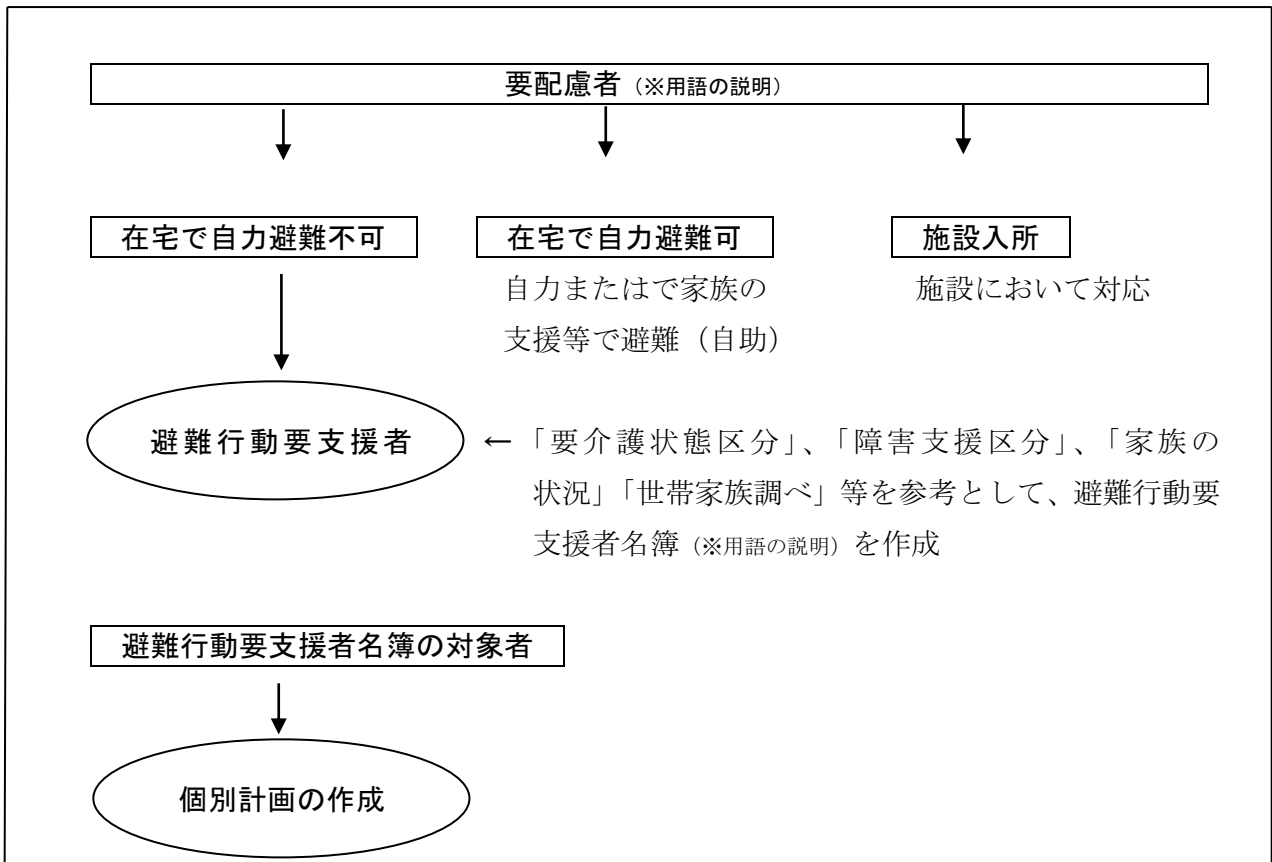 要配慮者（※用語の説明）
在宅で自力避難不可
在宅で自力避難可
施設入所
自力またはで家族の
支援等で避難（自助）
施設において対応
避難行動要支援者
←「要介護状態区分」、「障害支援区分」、「家族の
状況」「世帯家族調べ」等を参考として、避難行動要
支援者名簿（※用語の説明）を作成
避難行動要支援者名簿の対象者
個別計画の作成